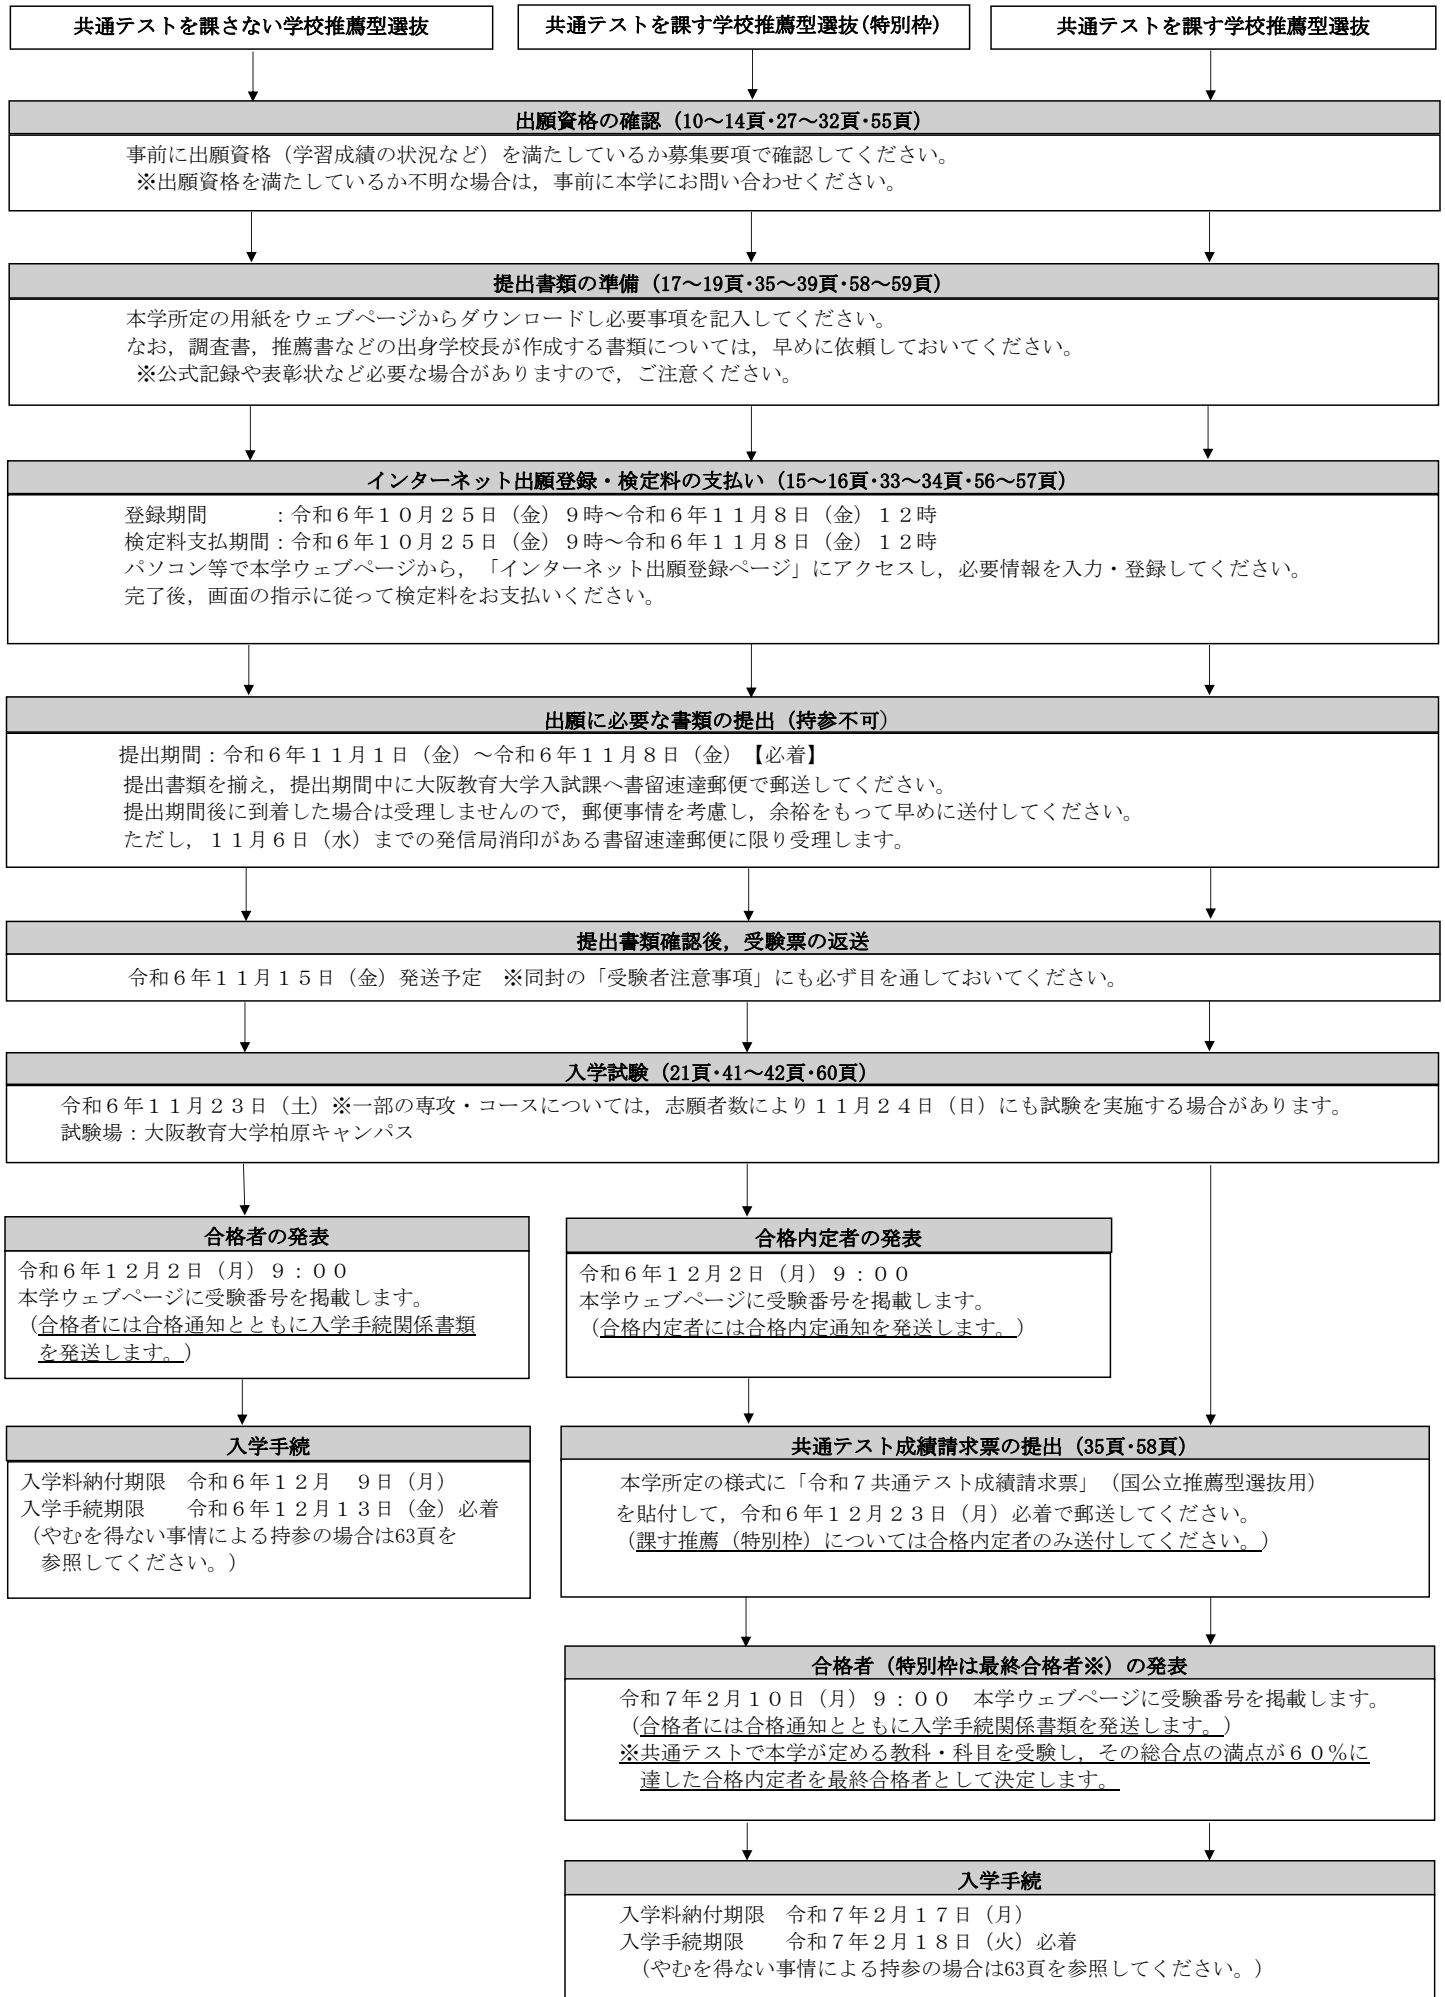 共通テストを課さない学校推薦型選抜
共通テストを課す学校推薦型選抜(特別枠)
共通テストを課す学校推薦型選抜
出願資格の確認（10～14頁・27～32頁・55頁）
事前に出願資格（学習成績の状況など）を満たしているか募集要項で確認してください。
※出願資格を満たしているか不明な場合は，事前に本学にお問い合わせください。
提出書類の準備（17～19頁・35～39頁・58～59頁）
本学所定の用紙をウェブページからダウンロードし必要事項を記入してください。
なお，調査書，推薦書などの出身学校長が作成する書類については，早めに依頼しておいてください。
※公式記録や表彰状など必要な場合がありますので，ご注意ください。
インターネット出願登録・検定料の支払い（15～16頁・33～34頁・56～57頁）
登録期間　　　：令和６年１０月２５日（金）９時～令和６年１１月８日（金）１２時
検定料支払期間：令和６年１０月２５日（金）９時～令和６年１１月８日（金）１２時
パソコン等で本学ウェブページから，「インターネット出願登録ページ」にアクセスし，必要情報を入力・登録してください。
完了後，画面の指示に従って検定料をお支払いください。
出願に必要な書類の提出（持参不可）
提出期間：令和６年１１月１日（金）～令和６年１１月８日（金）【必着】
提出書類を揃え，提出期間中に大阪教育大学入試課へ書留速達郵便で郵送してください。
提出期間後に到着した場合は受理しませんので，郵便事情を考慮し，余裕をもって早めに送付してください。
ただし，１１月６日（水）までの発信局消印がある書留速達郵便に限り受理します。
提出書類確認後，受験票の返送
令和６年１１月１５日（金）発送予定　※同封の「受験者注意事項」にも必ず目を通しておいてください。
入学試験（21頁・41～42頁・60頁）
令和６年１１月２３日（土）※一部の専攻・コースについては，志願者数により１１月２４日（日）にも試験を実施する場合があります。
試験場：大阪教育大学柏原キャンパス
合格者の発表
令和６年１２月２日（月）９：００
本学ウェブページに受験番号を掲載します。
（合格者には合格通知とともに入学手続関係書類
を発送します。）
合格内定者の発表
令和６年１２月２日（月）９：００
本学ウェブページに受験番号を掲載します。
（合格内定者には合格内定通知を発送します。）
入学手続
入学料納付期限　令和６年１２月　９日（月）
入学手続期限　　令和６年１２月１３日（金）必着
（やむを得ない事情による持参の場合は63頁を
参照してください。）
共通テスト成績請求票の提出（35頁・58頁）
本学所定の様式に「令和７共通テスト成績請求票」（国公立推薦型選抜用）
を貼付して，令和６年１２月２３日（月）必着で郵送してください。
（課す推薦（特別枠）については合格内定者のみ送付してください。）
合格者（特別枠は最終合格者※）の発表
令和７年２月１０日（月）９：００　本学ウェブページに受験番号を掲載します。
（合格者には合格通知とともに入学手続関係書類を発送します。）
※共通テストで本学が定める教科・科目を受験し，その総合点の満点が６０％に
達した合格内定者を最終合格者として決定します。
入学手続
入学料納付期限　令和７年２月１７日（月）
入学手続期限　　令和７年２月１８日（火）必着
（やむを得ない事情による持参の場合は63頁を参照してください。）